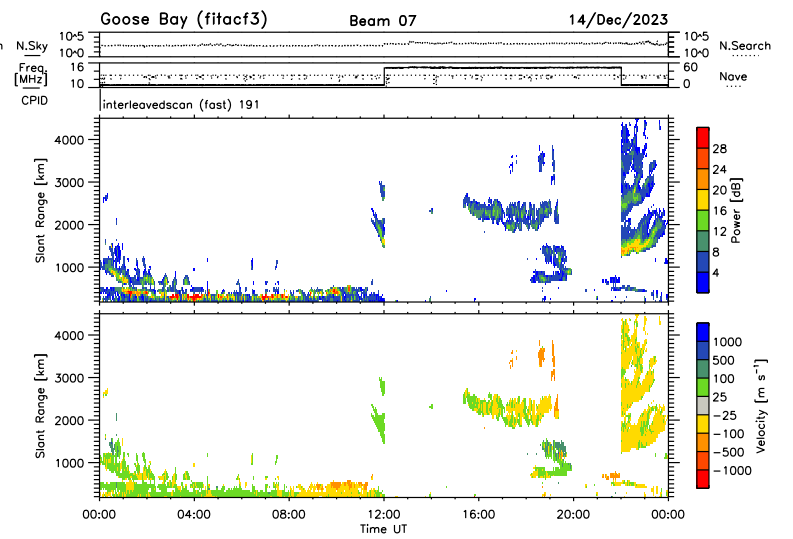 Goose Bay (fitacf3) Beam 07 14/Dec/2023
N.Sky 10^5 10^5 N.Search
10^0 10^0
Freq. 16 60 Nave
[MHz] 10 0
CPID interleavedscan (fast) 191
Slant Range [km]
4000
3000
2000
1000
28
24
20
16
12
8
4
Power [dB]
Slant Range [km]
4000
3000
2000
1000
1000
500
100
25
−25
−100
−500
−1000
Velocity [m s⁻¹]
00:00 04:00 08:00 12:00 16:00 20:00 00:00
Time UT